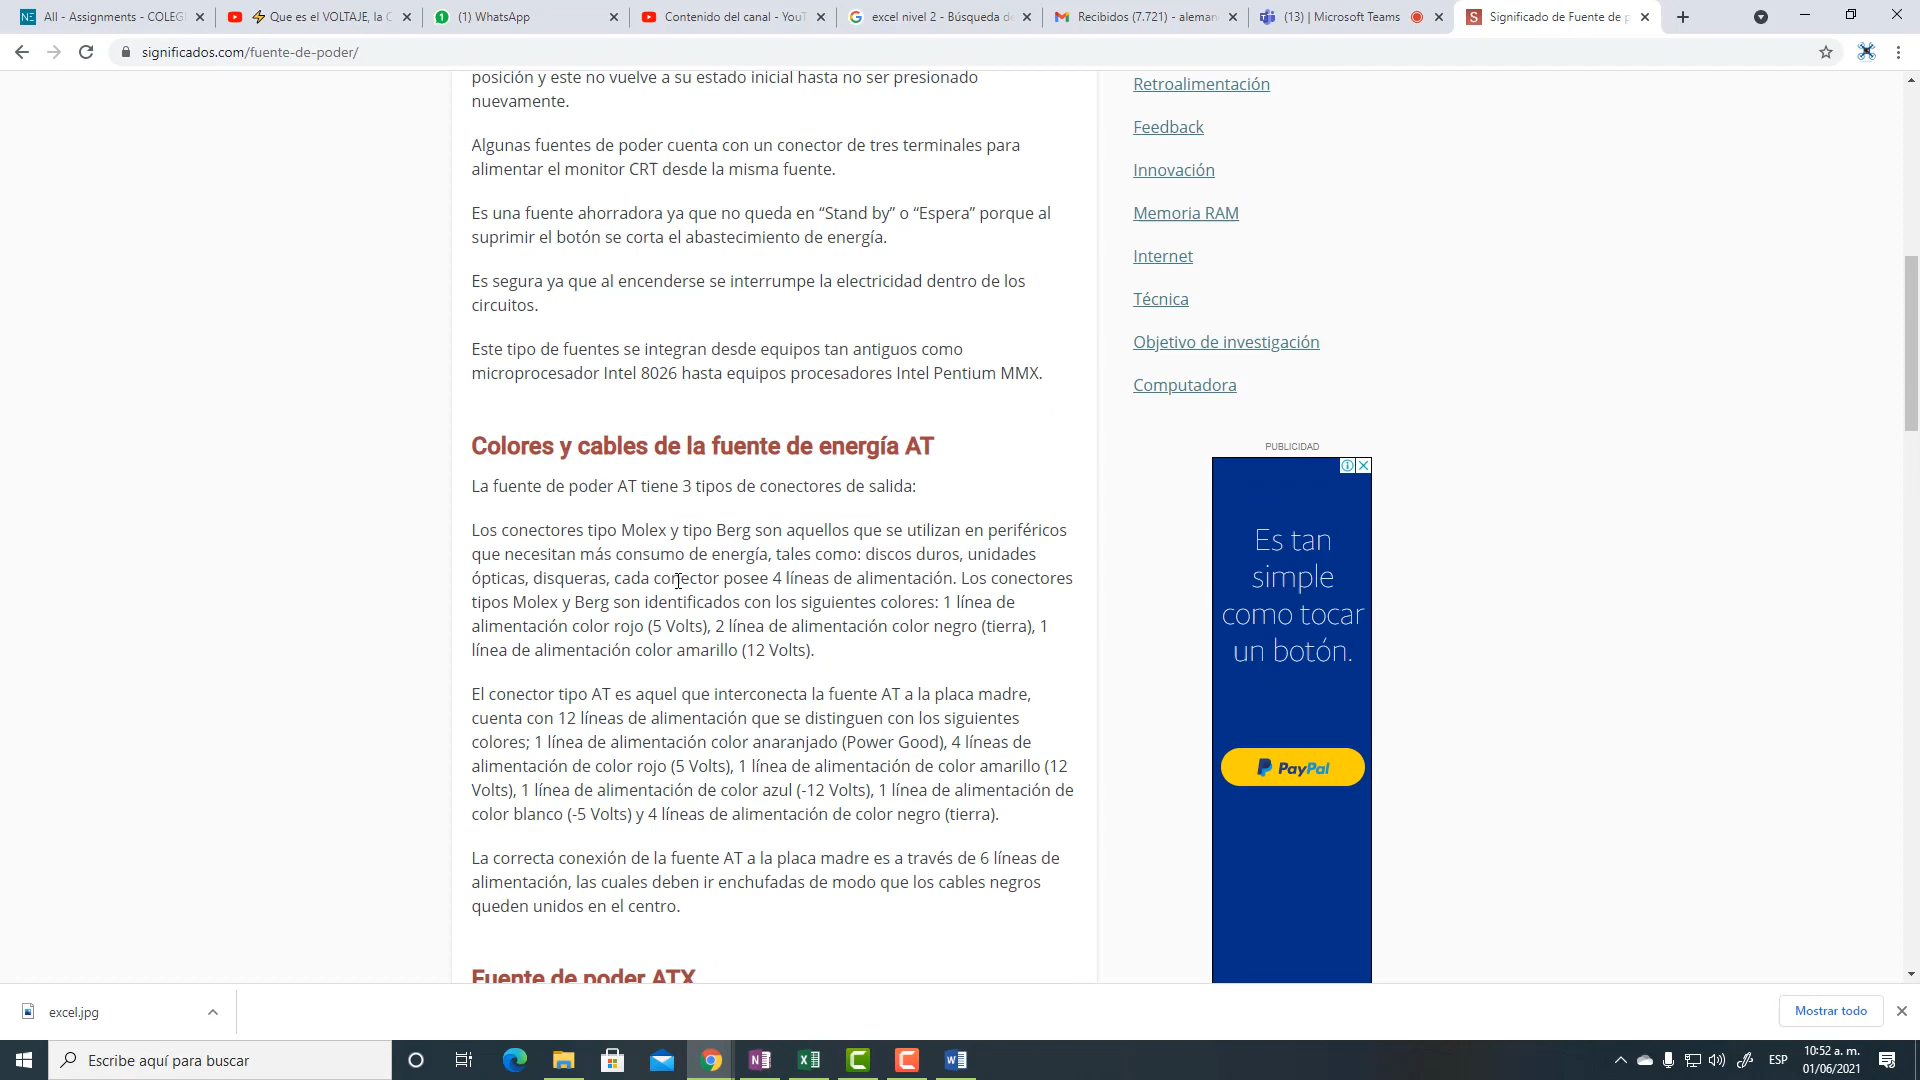 All - Assignments - COLEG
Que es el VOLTAJE, la C
(1) WhatsApp
Contenido del canal - YouT
excel nivel 2 - Búsqueda de
Recibidos (7.721) - aleman
(13) | Microsoft Teams
Significado de Fuente de p
significados.com/fuente-de-poder/
posición y este no vuelve a su estado inicial hasta no ser presionado
nuevamente.
Algunas fuentes de poder cuenta con un conector de tres terminales para
alimentar el monitor CRT desde la misma fuente.
Es una fuente ahorradora ya que no queda en “Stand by” o “Espera” porque al
suprimir el botón se corta el abastecimiento de energía.
Es segura ya que al encenderse se interrumpe la electricidad dentro de los
circuitos.
Este tipo de fuentes se integran desde equipos tan antiguos como
microprocesador Intel 8026 hasta equipos procesadores Intel Pentium MMX.
Colores y cables de la fuente de energía AT
La fuente de poder AT tiene 3 tipos de conectores de salida:
Los conectores tipo Molex y tipo Berg son aquellos que se utilizan en periféricos
que necesitan más consumo de energía, tales como: discos duros, unidades
ópticas, disqueras, cada conector posee 4 líneas de alimentación. Los conectores
tipos Molex y Berg son identificados con los siguientes colores: 1 línea de
alimentación color rojo (5 Volts), 2 línea de alimentación color negro (tierra), 1
línea de alimentación color amarillo (12 Volts).
El conector tipo AT es aquel que interconecta la fuente AT a la placa madre,
cuenta con 12 líneas de alimentación que se distinguen con los siguientes
colores; 1 línea de alimentación color anaranjado (Power Good), 4 líneas de
alimentación de color rojo (5 Volts), 1 línea de alimentación de color amarillo (12
Volts), 1 línea de alimentación de color azul (-12 Volts), 1 línea de alimentación de
color blanco (-5 Volts) y 4 líneas de alimentación de color negro (tierra).
La correcta conexión de la fuente AT a la placa madre es a través de 6 líneas de
alimentación, las cuales deben ir enchufadas de modo que los cables negros
queden unidos en el centro.
Fuente de poder ATX
Retroalimentación
Feedback
Innovación
Memoria RAM
Internet
Técnica
Objetivo de investigación
Computadora
PUBLICIDAD
Es tan
simple
como tocar
un botón.
PayPal
excel.jpg
Mostrar todo
Escribe aquí para buscar
ESP
10:52 a. m.
01/06/2021